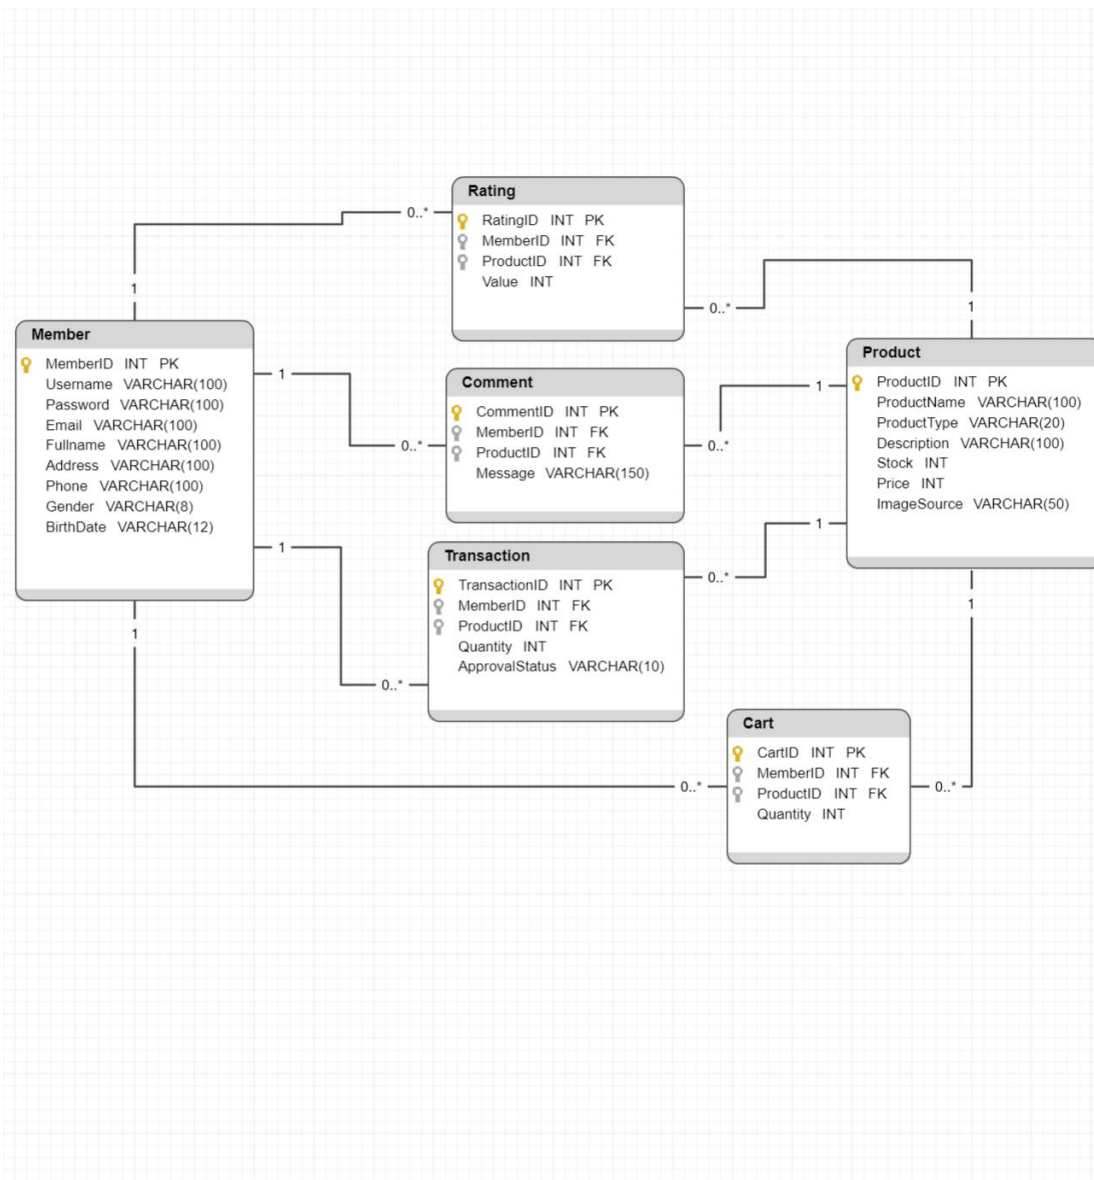 Rating
RatingID INT PK
MemberID INT FK
ProductID INT FK
Value INT
0..*
1
0..*
1
Member
MemberID INT PK
Username VARCHAR(100)
Password VARCHAR(100)
Email VARCHAR(100)
Fullname VARCHAR(100)
Address VARCHAR(100)
Phone VARCHAR(100)
Gender VARCHAR(8)
BirthDate VARCHAR(12)
1
0..*
Comment
CommentID INT PK
MemberID INT FK
ProductID INT FK
Message VARCHAR(150)
0..*
1
Product
ProductID INT PK
ProductName VARCHAR(100)
ProductType VARCHAR(20)
Description VARCHAR(100)
Stock INT
Price INT
ImageSource VARCHAR(50)
1
0..*
Transaction
TransactionID INT PK
MemberID INT FK
ProductID INT FK
Quantity INT
ApprovalStatus VARCHAR(10)
0..*
1
1
1
Cart
CartID INT PK
MemberID INT FK
ProductID INT FK
Quantity INT
0..*
0..*